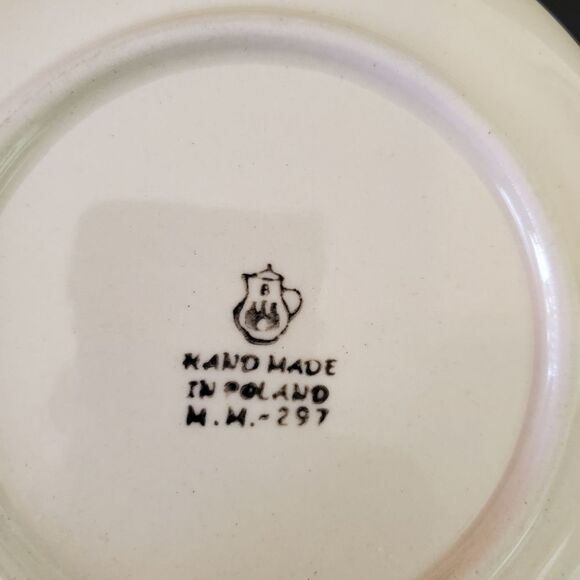 B
HAND MADE
IN POLAND
M.M.-297